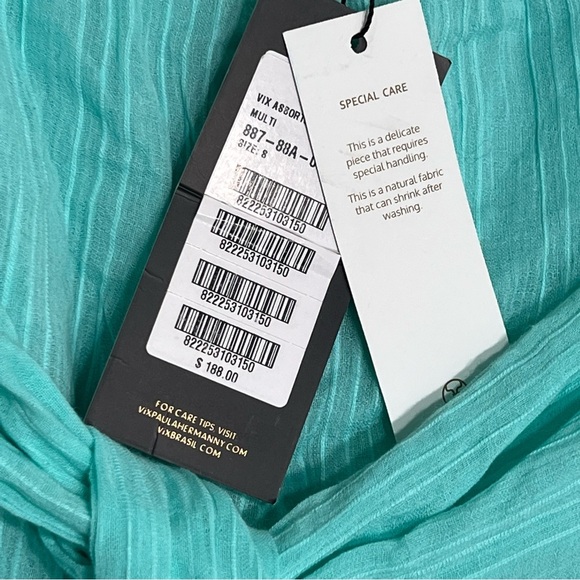 VIX ASSORT
MULTI
887-88A-0
SIZE: S
822253103150
822253103150
822253103150
822253103150
$ 188.00
FOR CARE TIPS VISIT
VIXPAULAHERMANNY.COM
VIXBRASIL.COM
SPECIAL CARE
This is a delicate
piece that requires
special handling.
This is a natural fabric
that can shrink after
washing.